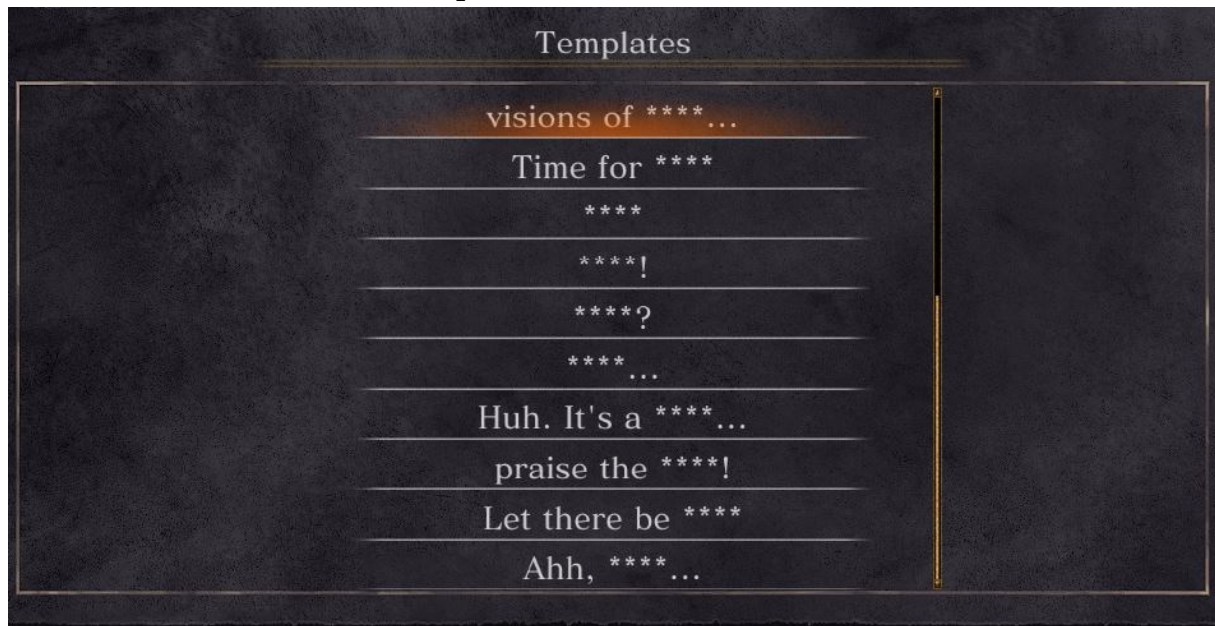 Templates
visions of ****...
Time for ****
****
****!
****?
****...
Huh. It's a ****...
praise the ****!
Let there be ****
Ahh, ****...